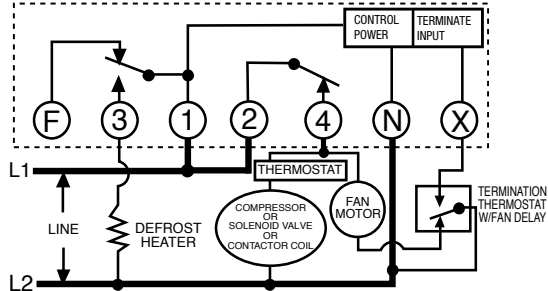 CONTROL
POWER
TERMINATE
INPUT
F
3
1
2
4
N
X
L1
THERMOSTAT
LINE
DEFROST
HEATER
COMPRESSOR
OR
SOLENOID VALVE
OR
CONTACTOR COIL
FAN
MOTOR
TERMINATION
THERMOSTAT
W/FAN DELAY
L2